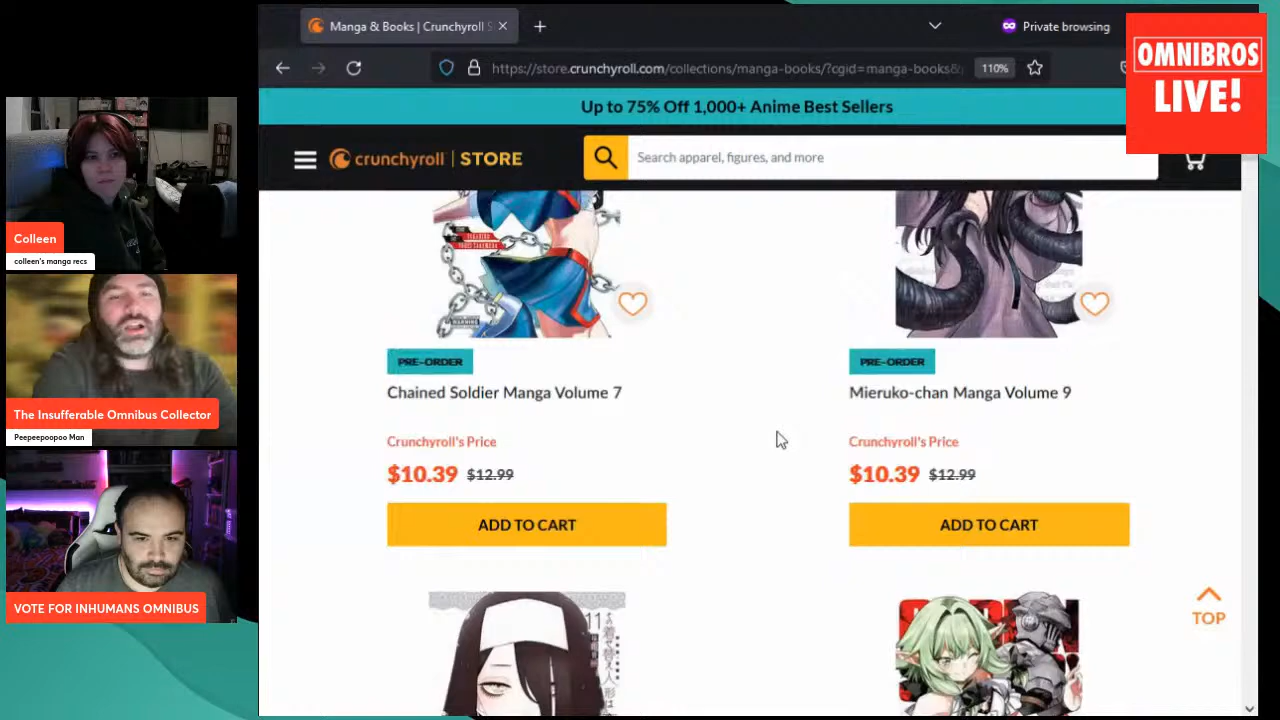 Manga & Books | Crunchyroll S
Private browsing
https://store.crunchyroll.com/collections/manga-books/?cgid=manga-books&
110%
OMNIBROS
LIVE!
Up to 75% Off 1,000+ Anime Best Sellers
crunchyroll | STORE
Search apparel, figures, and more
Colleen
colleen's manga recs
The Insufferable Omnibus Collector
Peepeepoopoo Man
VOTE FOR INHUMANS OMNIBUS
PRE-ORDER
Chained Soldier Manga Volume 7
Crunchyroll's Price
$10.39 $12.99
ADD TO CART
PRE-ORDER
Mieruko-chan Manga Volume 9
Crunchyroll's Price
$10.39 $12.99
ADD TO CART
11
TOP